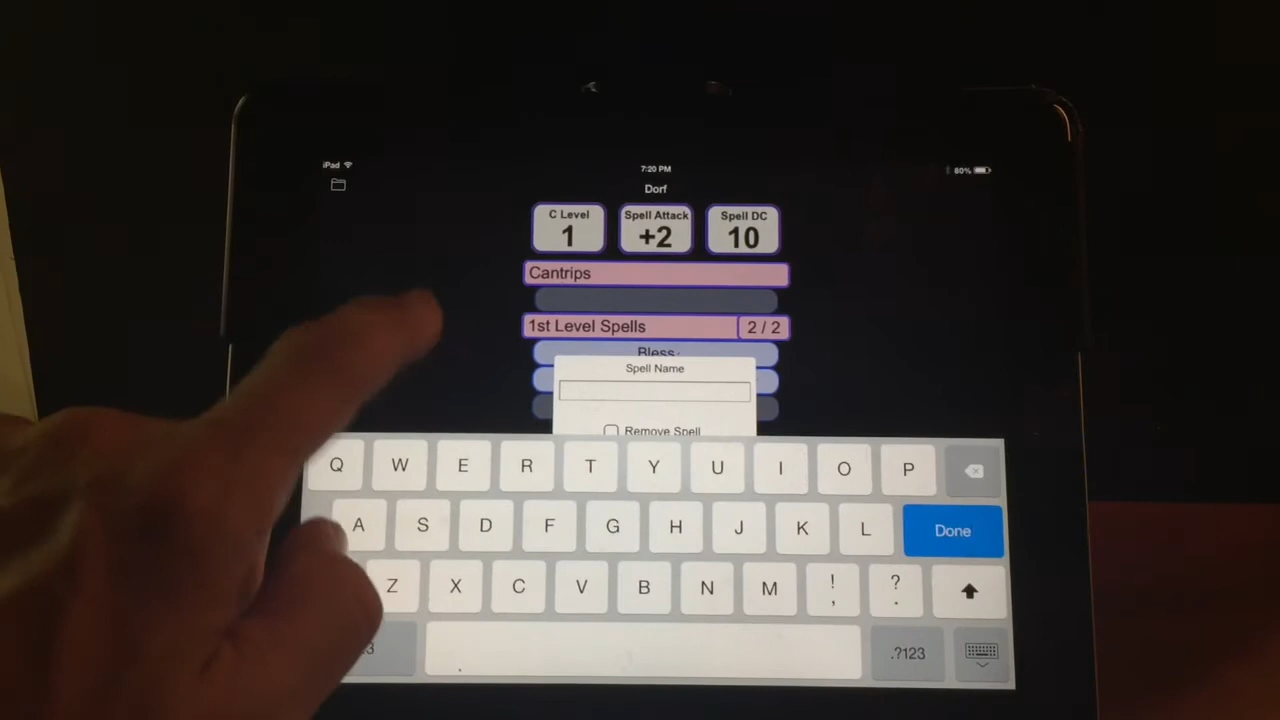 iPad 7:20 PM 80%
Dorf
C Level Spell Attack Spell DC
1 +2 10
Cantrips
1st Level Spells 2 / 2
Bless
Spell Name
Remove Spell
Q W E R T Y U I O P
A S D F G H J K L Done
Z X C V B N M ! , ? .
3 .?123